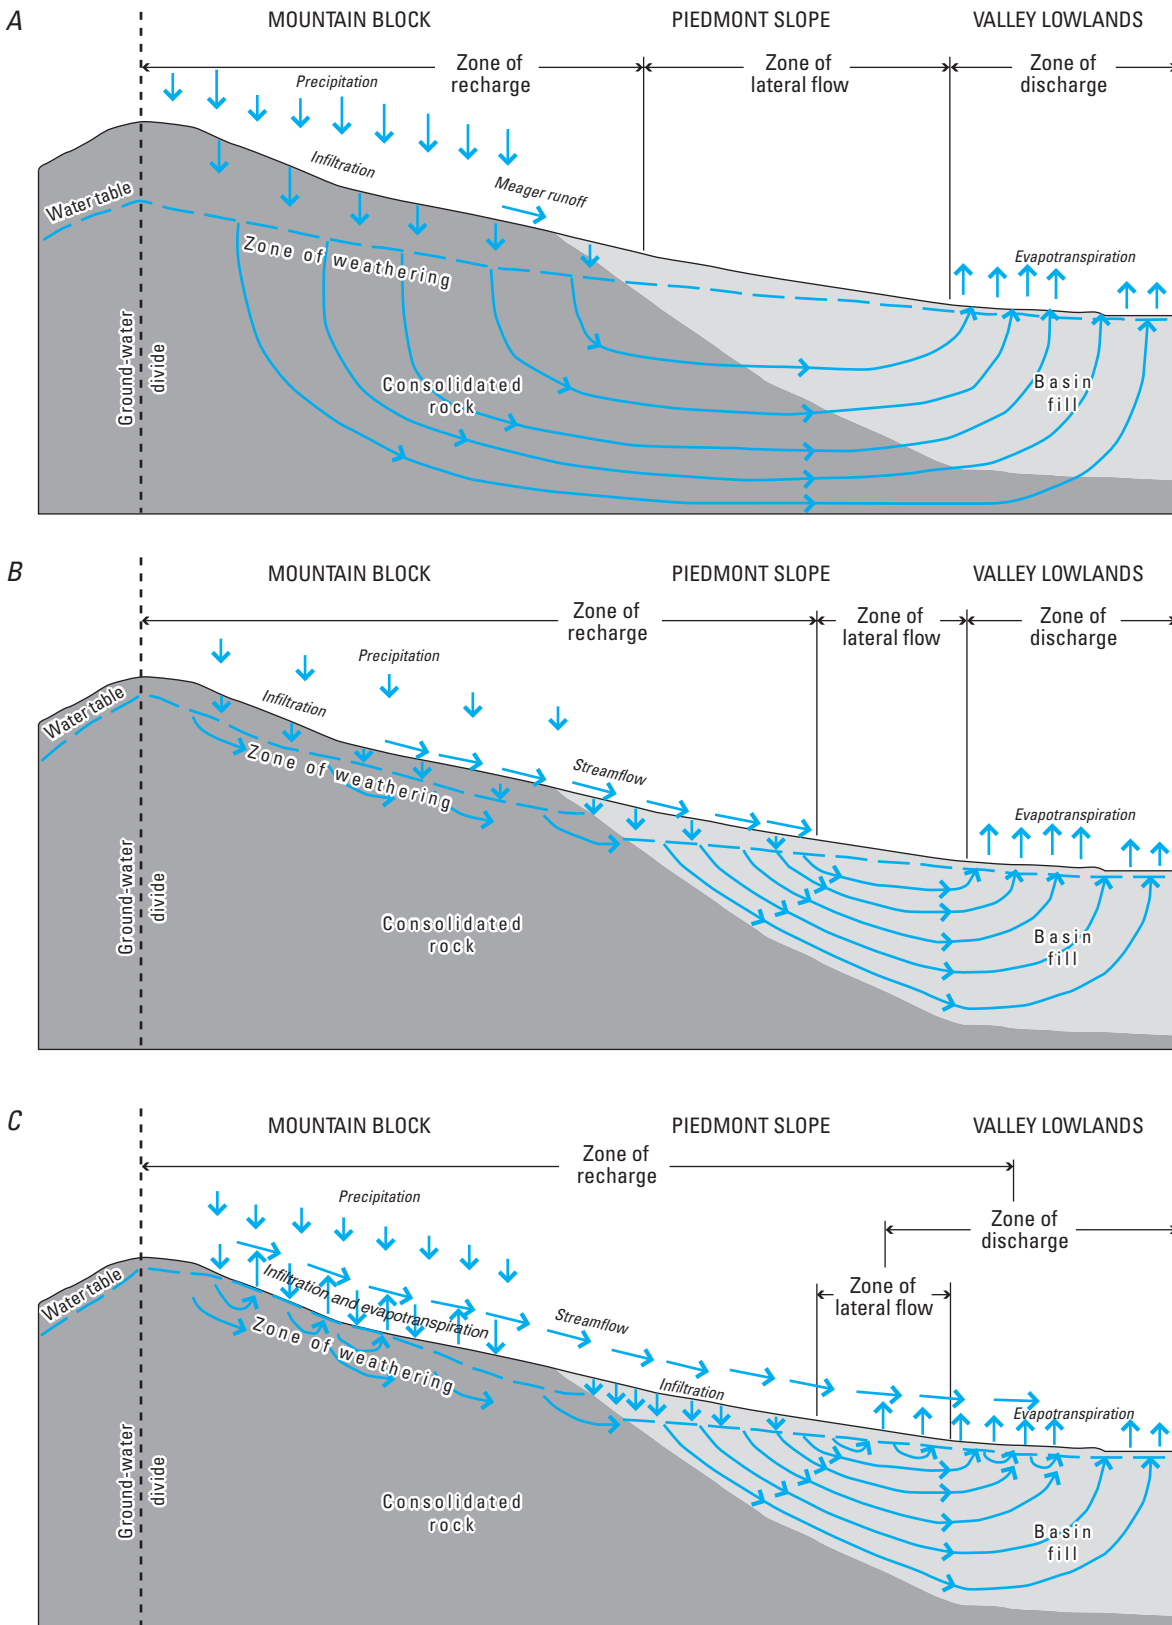 A
MOUNTAIN BLOCK
PIEDMONT SLOPE
VALLEY LOWLANDS
Zone of
recharge
Zone of
lateral flow
Zone of
discharge
Precipitation
Infiltration
Meager runoff
Water table
Zone of weathering
Evapotranspiration
Ground-water
divide
Consolidated
rock
Basin
fill
B
MOUNTAIN BLOCK
PIEDMONT SLOPE
VALLEY LOWLANDS
Zone of
recharge
Zone of
lateral flow
Zone of
discharge
Precipitation
Infiltration
Water table
Zone of weathering
Streamflow
Evapotranspiration
Ground-water
divide
Consolidated
rock
Basin
fill
C
MOUNTAIN BLOCK
PIEDMONT SLOPE
VALLEY LOWLANDS
Zone of
recharge
Zone of
discharge
Zone of
lateral flow
Precipitation
Infiltration and evapotranspiration
Water table
Zone of weathering
Streamflow
Infiltration
Evapotranspiration
Ground-water
divide
Consolidated
rock
Basin
fill